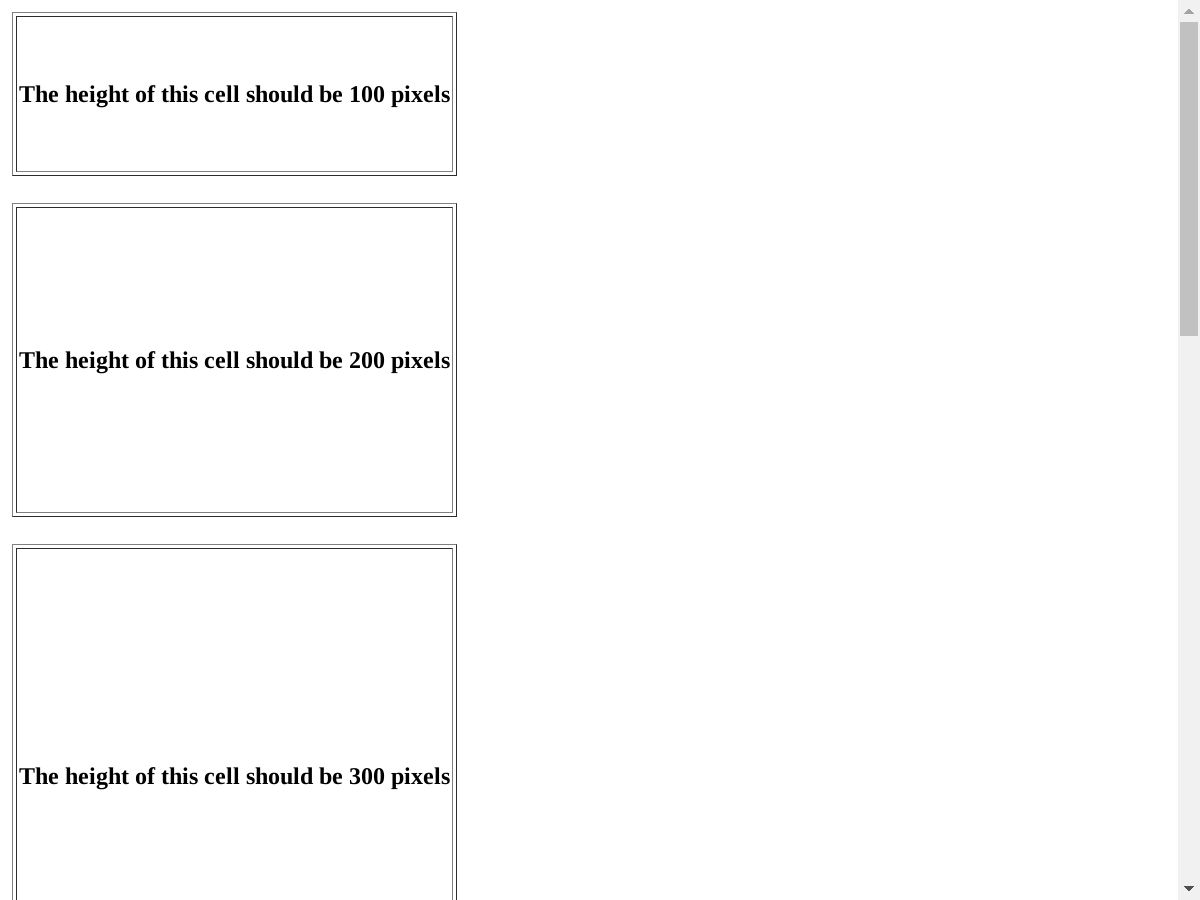 The height of this cell should be 100 pixels
The height of this cell should be 200 pixels
The height of this cell should be 300 pixels